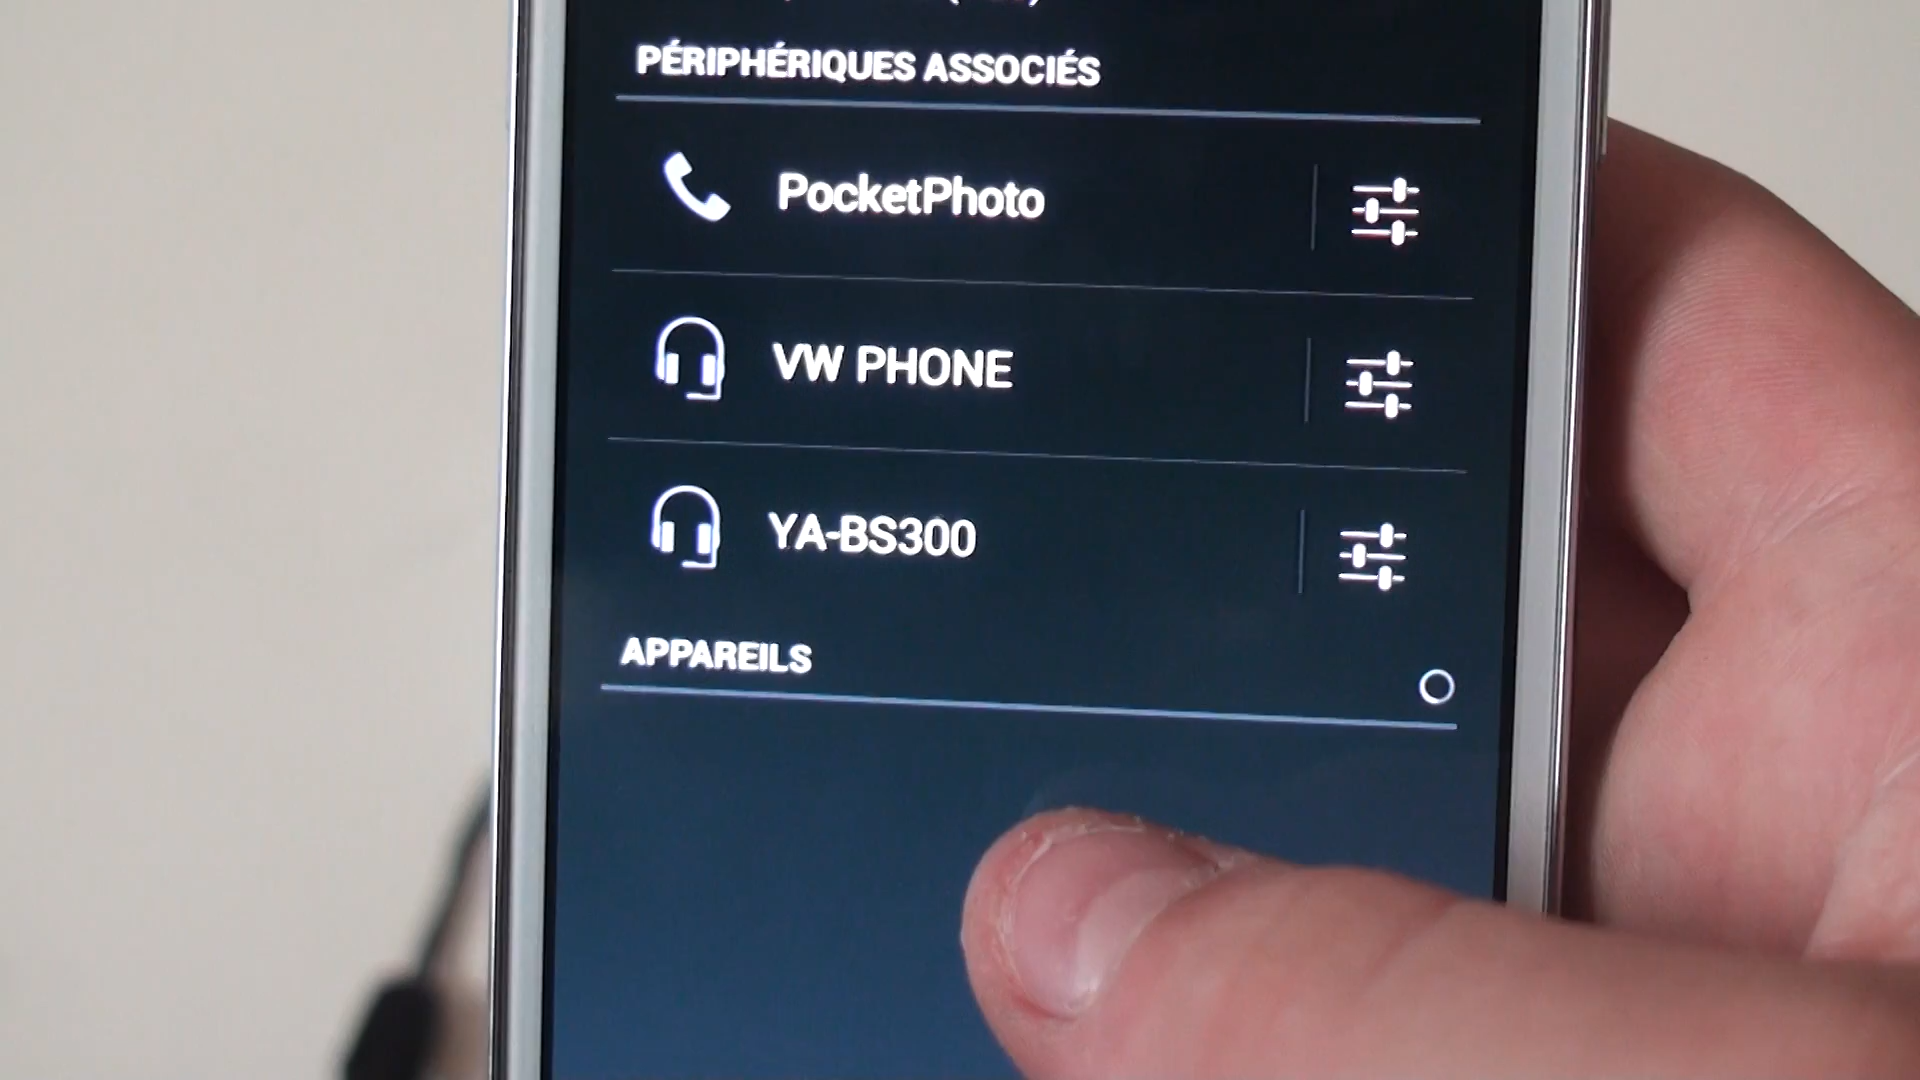 PÉRIPHÉRIQUES ASSOCIÉS
PocketPhoto
VW PHONE
YA-BS300
APPAREILS